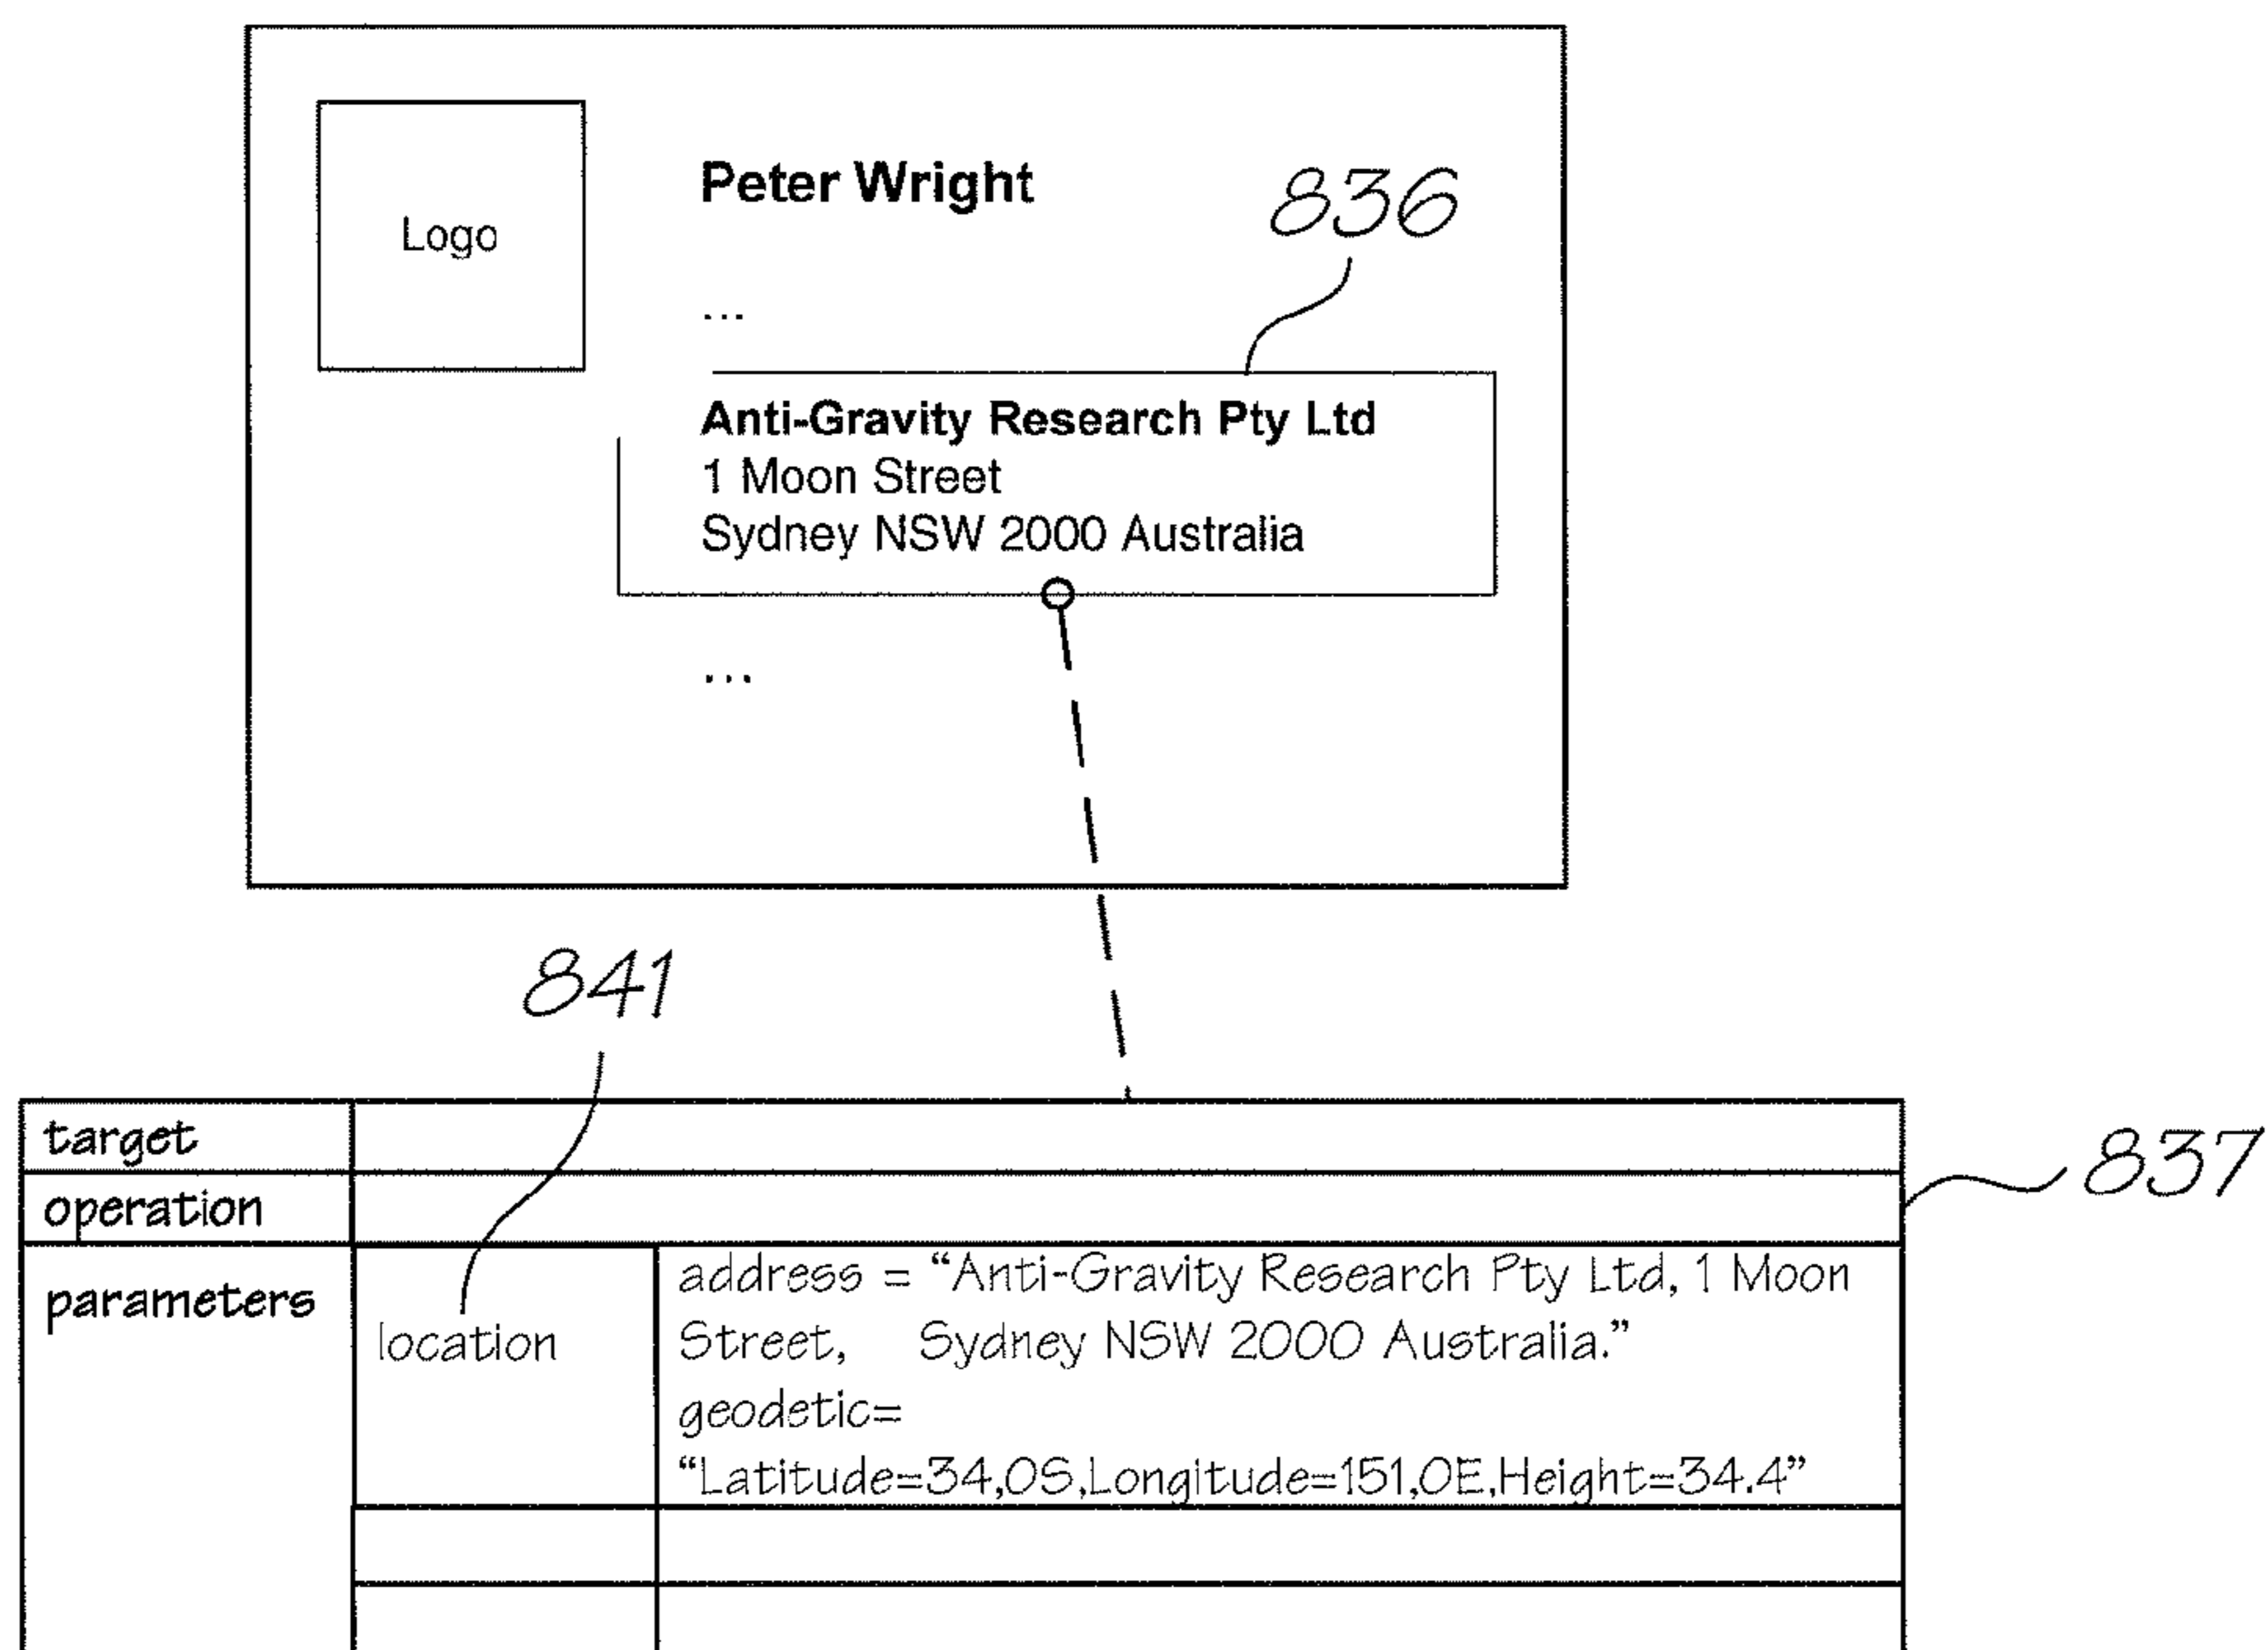 Logo
Peter Wright
836
...
Anti-Gravity Research Pty Ltd
1 Moon Street
Sydney NSW 2000 Australia
...
841
target
837
operation
parameters
location
address = “Anti-Gravity Research Pty Ltd, 1 Moon
Street, Sydney NSW 2000 Australia.”
geodetic=
“Latitude=34,0S,Longitude=151,0E,Height=34.4”